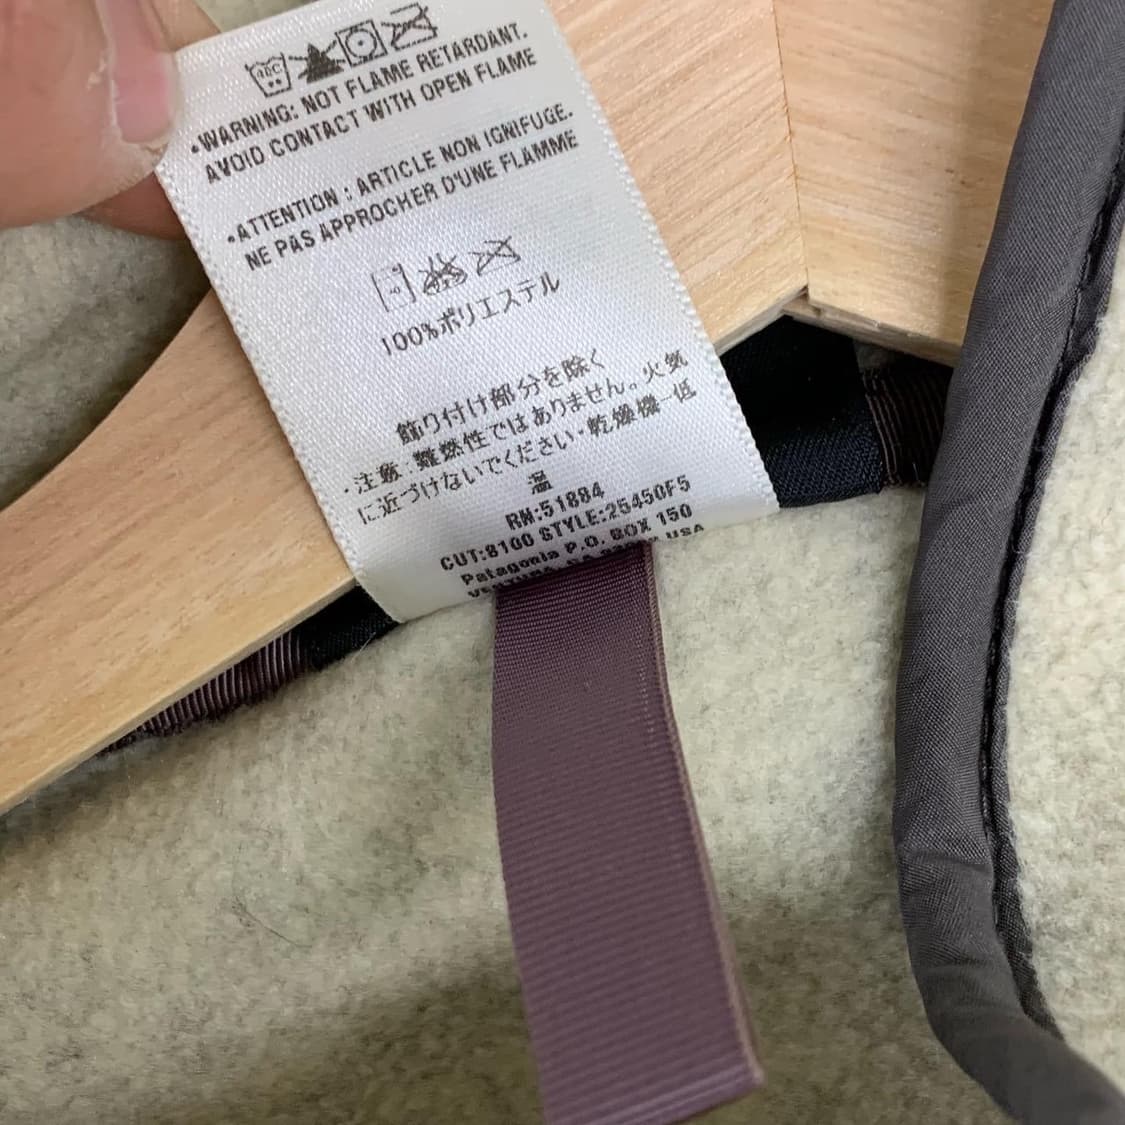 •WARNING: NOT FLAME RETARDANT.
AVOID CONTACT WITH OPEN FLAME
•ATTENTION : ARTICLE NON IGNIFUGE.
NE PAS APPROCHER D'UNE FLAMME
100%ポリエステル
飾り付け部分を除く
・注意：難燃性ではありません。火気
に近づけないでください・乾燥機―低
温
RN:51884
CUT:8100 STYLE:25450F5
Patagonia P.O. BOX 150
VENTURA, CA USA